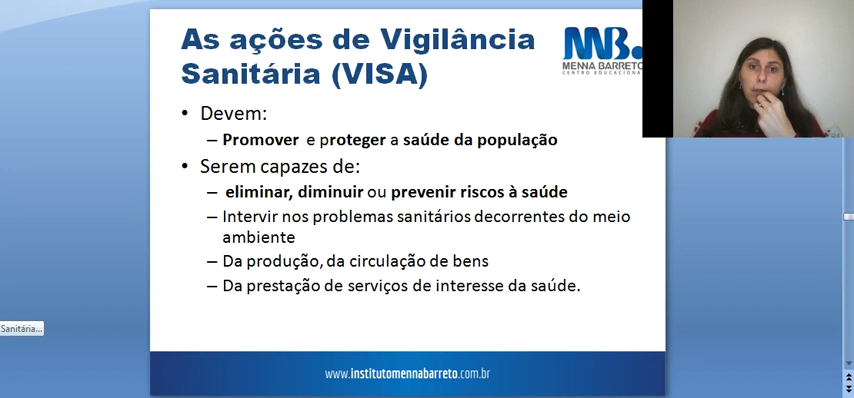 As ações de Vigilância
Sanitária (VISA)
MB.
MENNA BARRETO
CENTRO EDUCACIONAL
• Devem:
– Promover e proteger a saúde da população
• Serem capazes de:
– eliminar, diminuir ou prevenir riscos à saúde
– Intervir nos problemas sanitários decorrentes do meio
ambiente
– Da produção, da circulação de bens
– Da prestação de serviços de interesse da saúde.
Sanitária...
www.institutomennabarreto.com.br